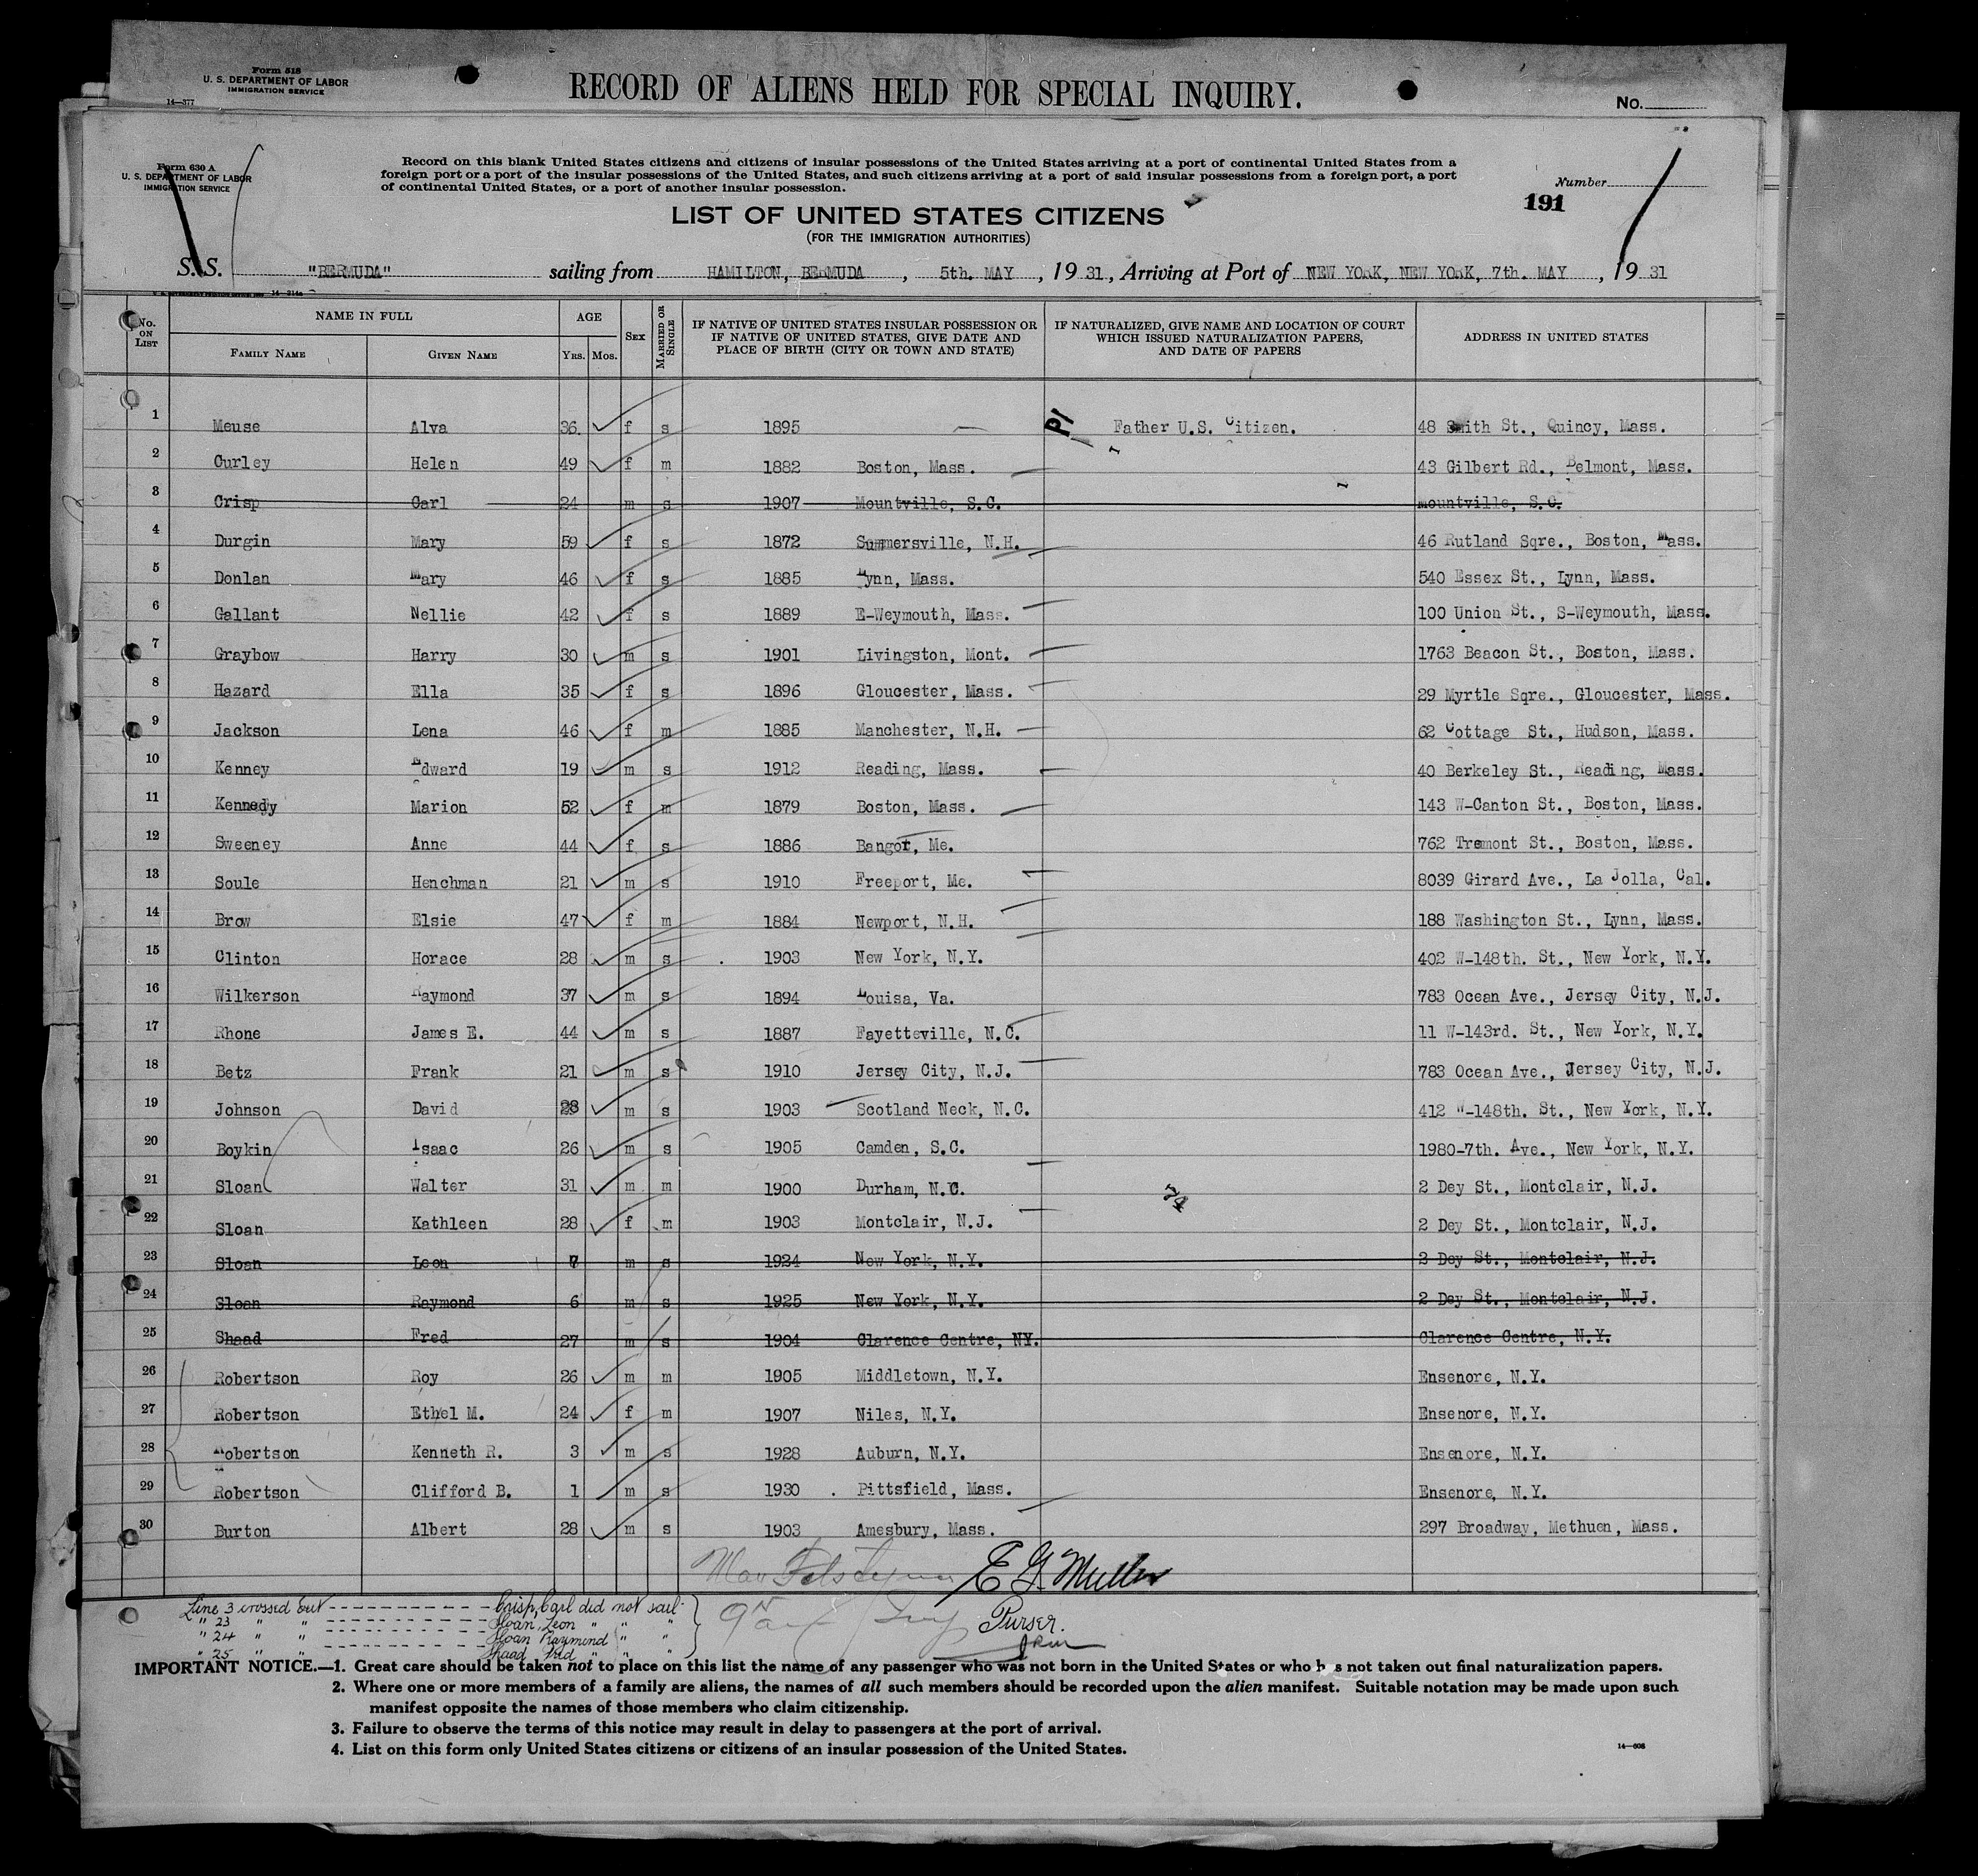 Form 518
U. S. DEPARTMENT OF LABOR
IMMIGRATION SERVICE
14—377
RECORD OF ALIENS HELD FOR SPECIAL INQUIRY.
No.
Form 630 A
U. S. DEPARTMENT OF LABOR
IMMIGRATION SERVICE
Record on this blank United States citizens and citizens of insular possessions of the United States arriving at a port of continental United States from a
foreign port or a port of the insular possessions of the United States, and such citizens arriving at a port of said insular possessions from a foreign port, a port
of continental United States, or a port of another insular possession.
Number
191
LIST OF UNITED STATES CITIZENS
(FOR THE IMMIGRATION AUTHORITIES)
S. S. "BERMUDA" sailing from HAMILTON, BERMUDA, 5th. MAY, 1931, Arriving at Port of NEW YORK, NEW YORK, 7th. MAY, 1931
14—214a
No. ON LIST NAME IN FULL FAMILY NAME GIVEN NAME AGE YRS. MOS. SEX MARRIED OR SINGLE IF NATIVE OF UNITED STATES INSULAR POSSESSION OR IF NATIVE OF UNITED STATES, GIVE DATE AND PLACE OF BIRTH (CITY OR TOWN AND STATE) IF NATURALIZED, GIVE NAME AND LOCATION OF COURT WHICH ISSUED NATURALIZATION PAPERS, AND DATE OF PAPERS ADDRESS IN UNITED STATES
1 Meuse Alva 36 f s 1895 — Father U.S. Citizen. 48 Smith St., Quincy, Mass.
2 Curley Helen 49 f m 1882 Boston, Mass. 43 Gilbert Rd., Belmont, Mass.
3 Crisp Carl 24 m s 1907 Mountville, S.C. mountville, S.C.
4 Durgin Mary 59 f s 1872 Summersville, N.H. 46 Rutland Sqre., Boston, Mass.
5 Donlan Mary 46 f s 1885 Lynn, Mass. 540 Essex St., Lynn, Mass.
6 Gallant Nellie 42 f s 1889 E-Weymouth, Mass. 100 Union St., S-Weymouth, Mass.
7 Graybow Harry 30 m s 1901 Livingston, Mont. 1763 Beacon St., Boston, Mass.
8 Hazard Ella 35 f s 1896 Gloucester, Mass. 29 Myrtle Sqre., Gloucester, Mass.
9 Jackson Lena 46 f m 1885 Manchester, N.H. 62 Cottage St., Hudson, Mass.
10 Kenney Edward 19 m s 1912 Reading, Mass. 40 Berkeley St., Reading, Mass.
11 Kennedy Marion 52 f m 1879 Boston, Mass. 143 W-Canton St., Boston, Mass.
12 Sweeney Anne 44 f s 1886 Bangor, Me. 762 Tremont St., Boston, Mass.
13 Soule Henchman 21 m s 1910 Freeport, Me. 8039 Girard Ave., La Jolla, Cal.
14 Brow Elsie 47 f m 1884 Newport, N.H. 188 Washington St., Lynn, Mass.
15 Clinton Horace 28 m s 1903 New York, N.Y. 402 W-148th. St., New York, N.Y.
16 Wilkerson Raymond 37 m s 1894 Louisa, Va. 783 Ocean Ave., Jersey City, N.J.
17 Rhone James E. 44 m s 1887 Fayetteville, N.C. 11 W-143rd. St., New York, N.Y.
18 Betz Frank 21 m s 1910 Jersey City, N.J. 783 Ocean Ave., Jersey City, N.J.
19 Johnson David 28 m s 1903 Scotland Neck, N.C. 412 W-148th. St., New York, N.Y.
20 Boykin Isaac 26 m s 1905 Camden, S.C. 1980-7th. Ave., New York, N.Y.
21 Sloan Walter 31 m m 1900 Durham, N.C. 2 Dey St., Montclair, N.J.
22 Sloan Kathleen 28 f m 1903 Montclair, N.J. 2 Dey St., Montclair, N.J.
23 Sloan Leon 7 m s 1924 New York, N.Y. 2 Dey St., Montclair, N.J.
24 Sloan Raymond 6 m s 1925 New York, N.Y. 2 Dey St., Montclair, N.J.
25 Shaad Fred 27 m s 1904 Clarence Centre, NY. Clarence Centre, N.Y.
26 Robertson Roy 26 m m 1905 Middletown, N.Y. Ensenore, N.Y.
27 Robertson Ethel M. 24 f m 1907 Niles, N.Y. Ensenore, N.Y.
28 Robertson Kenneth R. 3 m s 1928 Auburn, N.Y. Ensenore, N.Y.
29 Robertson Clifford B. 1 m s 1930 Pittsfield, Mass. Ensenore, N.Y.
30 Burton Albert 28 m s 1903 Amesbury, Mass. 297 Broadway, Methuen, Mass.
E G. Muller
Purser.
Line 3 crossed out Crisp, Carl did not sail
" 23 " " Sloan, Leon " " "
" 24 " " Sloan Raymond " " "
" 25 " " Shaad Fred " " "
IMPORTANT NOTICE.—1. Great care should be taken not to place on this list the name of any passenger who was not born in the United States or who has not taken out final naturalization papers.
2. Where one or more members of a family are aliens, the names of all such members should be recorded upon the alien manifest. Suitable notation may be made upon such
manifest opposite the names of those members who claim citizenship.
3. Failure to observe the terms of this notice may result in delay to passengers at the port of arrival.
4. List on this form only United States citizens or citizens of an insular possession of the United States.
14—608